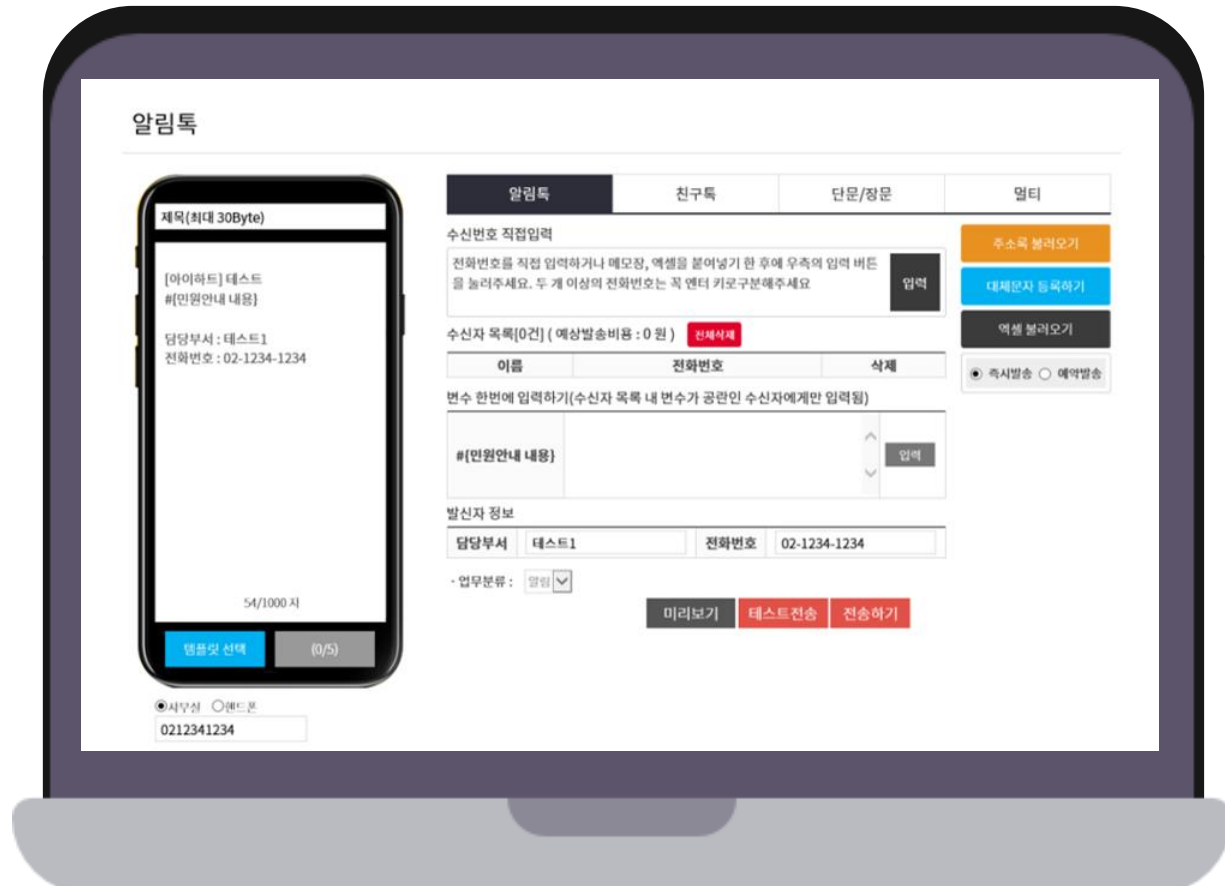 알림톡
제목(최대 30Byte)
[아이하트] 테스트
#{민원안내 내용}
담당부서 : 테스트1
전화번호 : 02-1234-1234
54/1000 자
템플릿 선택
(0/5)
사무실 핸드폰
0212341234
알림톡 친구톡 단문/장문 멀티
수신번호 직접입력
전화번호를 직접 입력하거나 메모장, 엑셀을 붙여넣기 한 후에 우측의 입력 버튼
을 눌러주세요. 두 개 이상의 전화번호는 꼭 엔터 키로구분해주세요
입력
수신자 목록[0건] ( 예상발송비용 : 0 원 ) 전체삭제
이름 전화번호 삭제
변수 한번에 입력하기(수신자 목록 내 변수가 공란인 수신자에게만 입력됨)
#{민원안내 내용} 입력
발신자 정보
담당부서 테스트1 전화번호 02-1234-1234
- 업무분류 : 알림
미리보기 테스트전송 전송하기
주소록 불러오기
대체문자 등록하기
엑셀 불러오기
즉시발송 예약발송